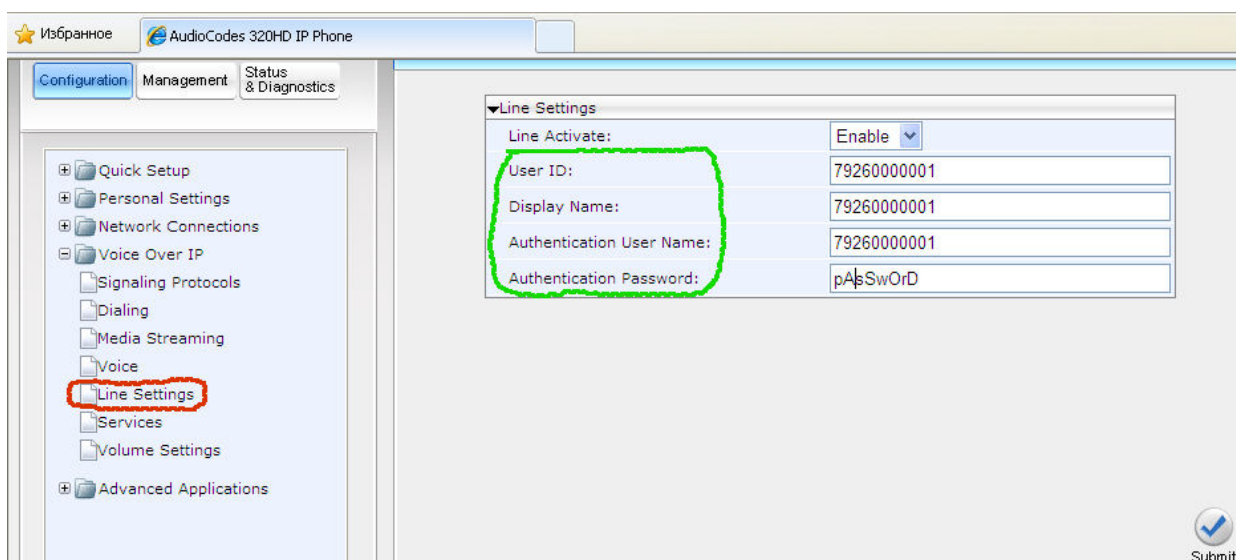 Избранное
AudioCodes 320HD IP Phone
Configuration
Management
Status
& Diagnostics
Quick Setup
Personal Settings
Network Connections
Voice Over IP
Signaling Protocols
Dialing
Media Streaming
Voice
Line Settings
Services
Volume Settings
Advanced Applications
Line Settings
Line Activate: Enable
User ID: 79260000001
Display Name: 79260000001
Authentication User Name: 79260000001
Authentication Password: pAsSwOrD
Submit